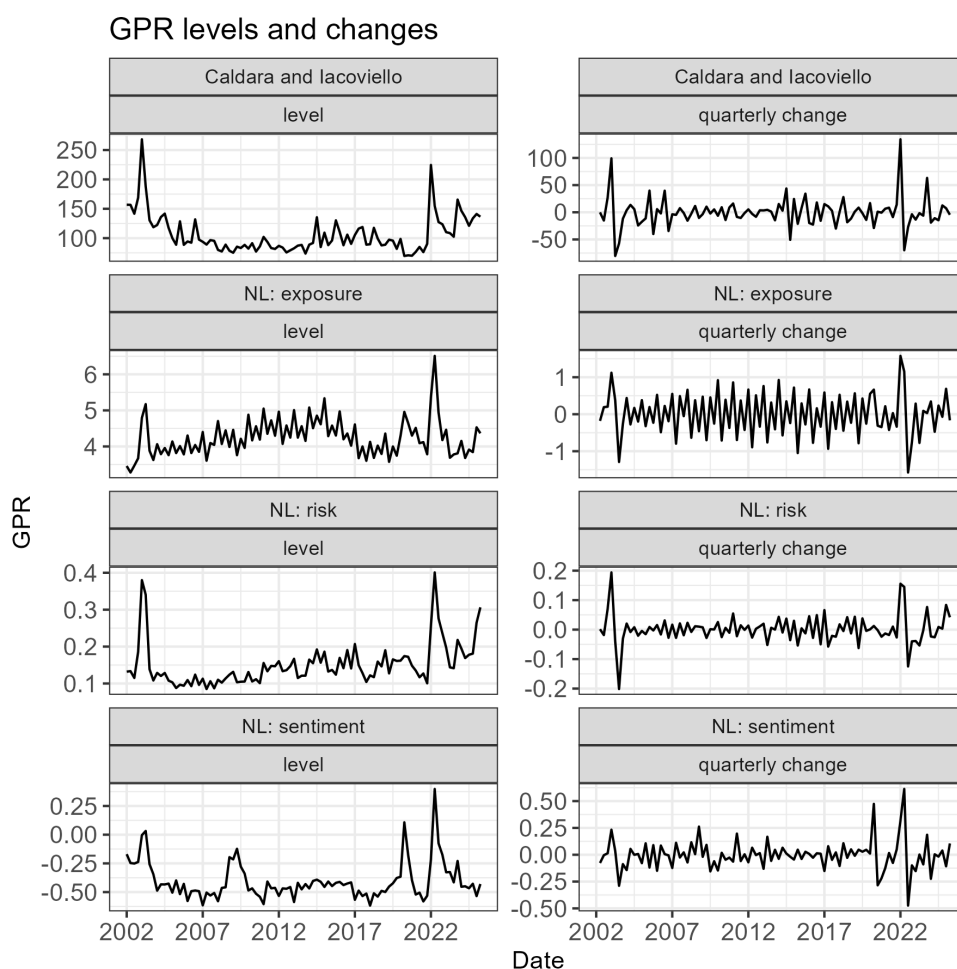 GPR levels and changes
Caldara and Iacoviello
Caldara and Iacoviello
level
quarterly change
250
200
150
100
100
50
0
-50
NL: exposure
NL: exposure
level
quarterly change
6
5
4
1
0
-1
NL: risk
NL: risk
level
quarterly change
0.4
0.3
0.2
0.1
0.2
0.1
0.0
-0.1
-0.2
NL: sentiment
NL: sentiment
level
quarterly change
0.25
0.00
-0.25
-0.50
0.50
0.25
0.00
-0.25
-0.50
2002 2007 2012 2017 2022
2002 2007 2012 2017 2022
GPR
Date